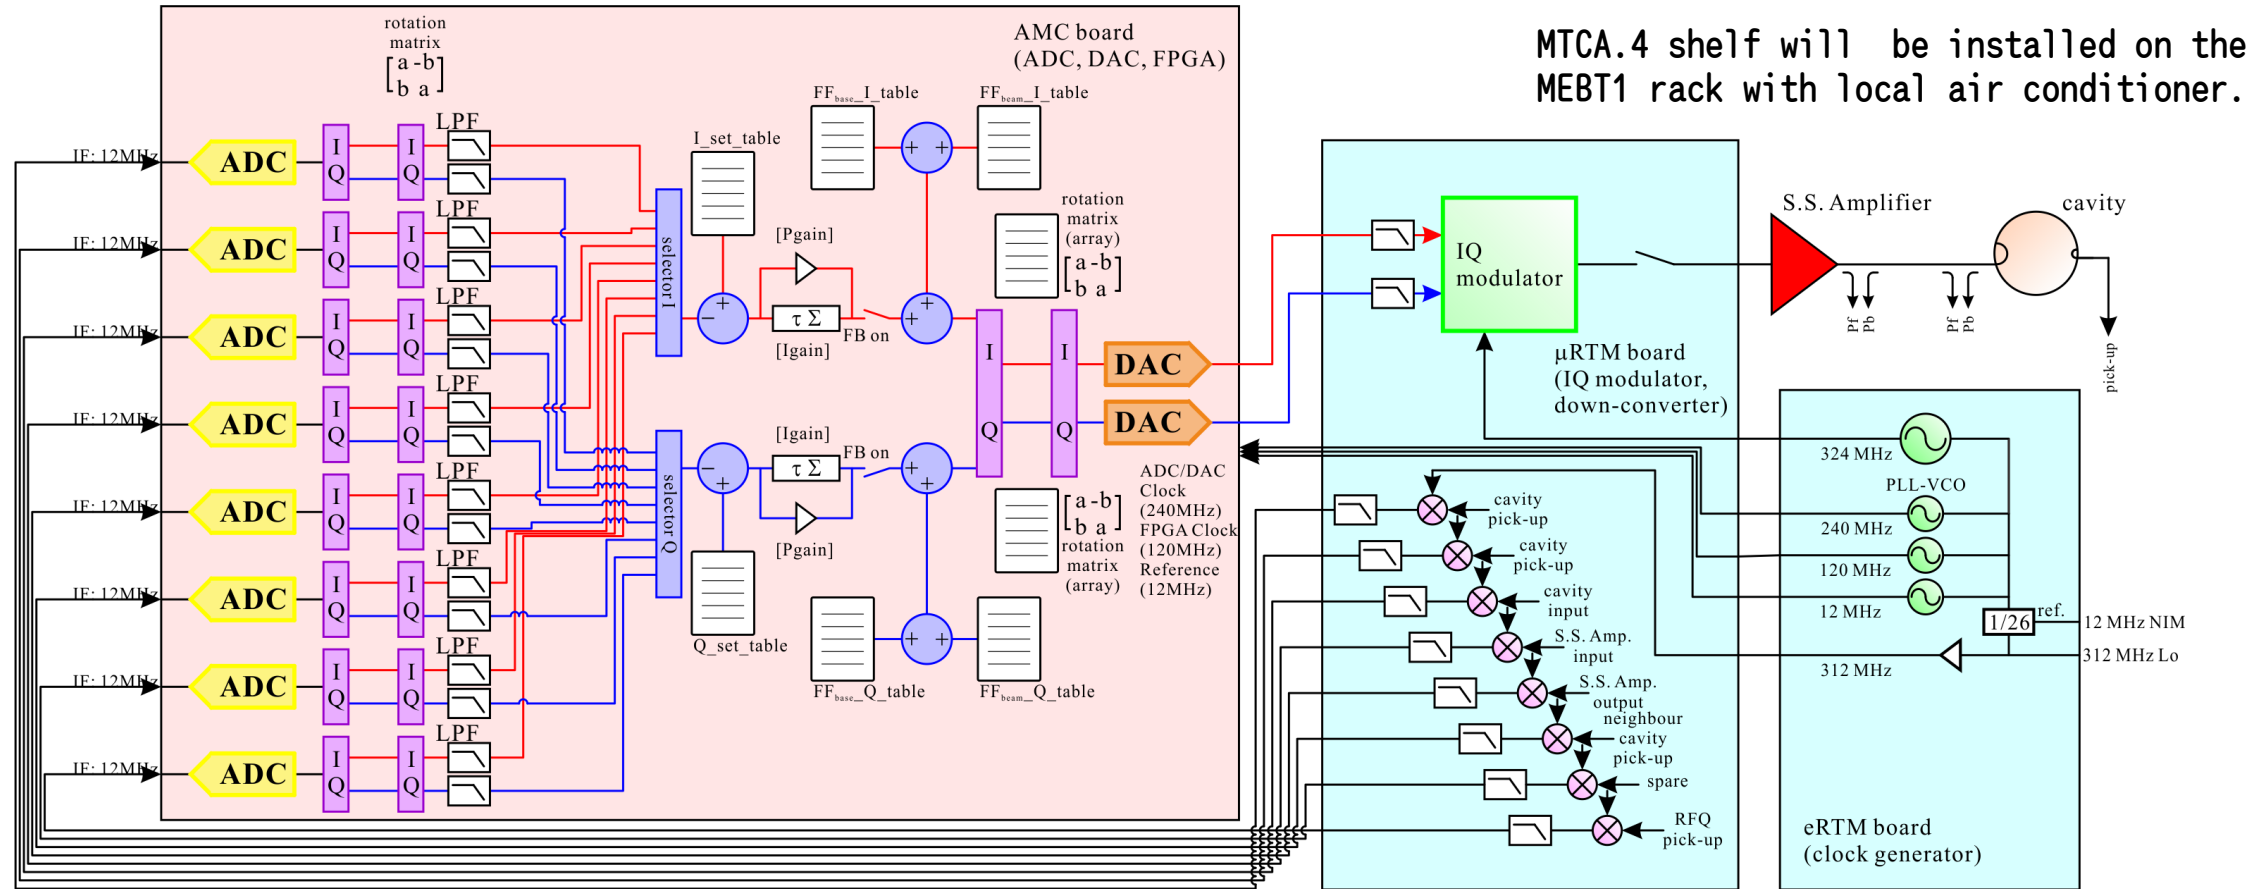 MTCA.4 shelf will be installed on the
MEBT1 rack with local air conditioner.
AMC board
(ADC, DAC, FPGA)
rotation
matrix
a -b
b a
IF: 12MHz
ADC
I
Q
I
Q
LPF
IF: 12MHz
ADC
I
Q
I
Q
LPF
IF: 12MHz
ADC
I
Q
I
Q
LPF
IF: 12MHz
ADC
I
Q
I
Q
LPF
IF: 12MHz
ADC
I
Q
I
Q
LPF
IF: 12MHz
ADC
I
Q
I
Q
LPF
IF: 12MHz
ADC
I
Q
I
Q
LPF
IF: 12MHz
ADC
I
Q
I
Q
LPF
selector I
selector Q
I_set_table
− +
[Pgain]
τ Σ
[Igain]
FB on
FFbase_I_table
+ +
FFbeam_I_table
+
+
rotation
matrix
(array)
a -b
b a
I
Q
I
Q
DAC
DAC
−
+
[Igain]
τ Σ
[Pgain]
FB on
+
+
Q_set_table
FFbase_Q_table
+ +
FFbeam_Q_table
a -b
b a
rotation
matrix
(array)
ADC/DAC
Clock
(240MHz)
FPGA Clock
(120MHz)
Reference
(12MHz)
IQ
modulator
μRTM board
(IQ modulator,
down-converter)
cavity
pick-up
cavity
pick-up
cavity
input
S.S. Amp.
input
S.S. Amp.
output
neighbour
cavity
pick-up
spare
RFQ
pick-up
S.S. Amplifier
cavity
Pf
Pb
Pf
Pb
pick-up
324 MHz
PLL-VCO
240 MHz
120 MHz
12 MHz
1/26
ref.
12 MHz NIM
312 MHz Lo
312 MHz
eRTM board
(clock generator)